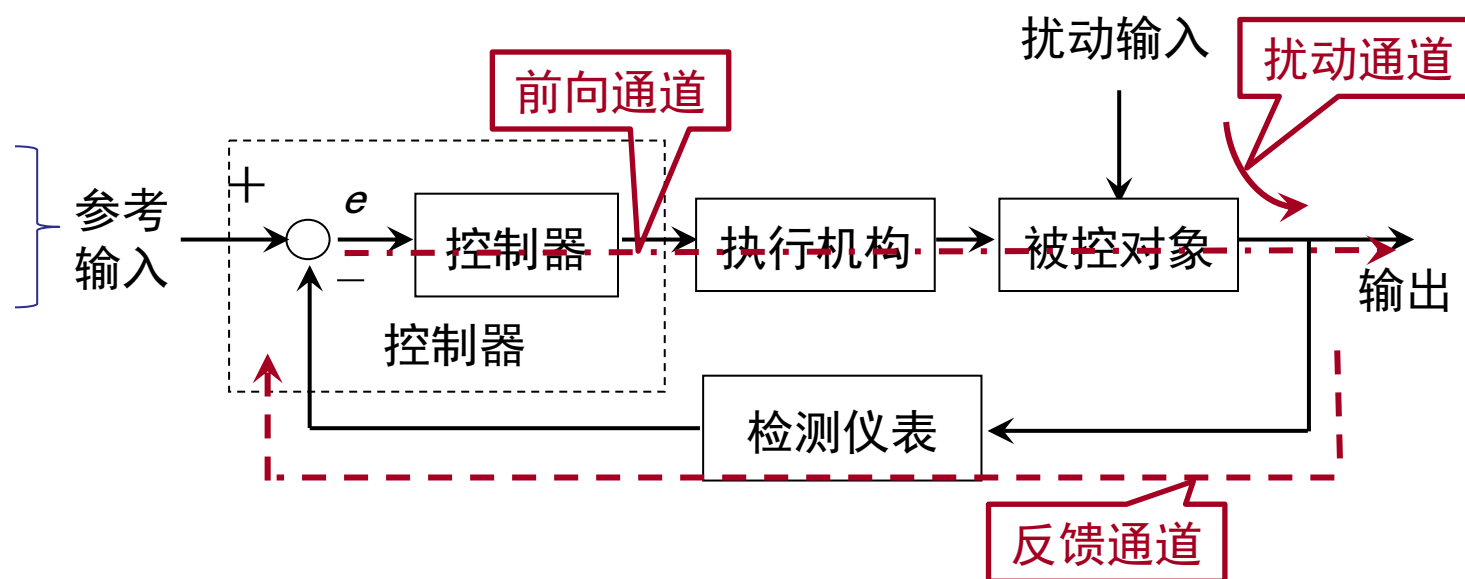 扰动输入
扰动通道
前向通道
+
参考
输入
e
控制器
执行机构
被控对象
−
输出
控制器
检测仪表
反馈通道